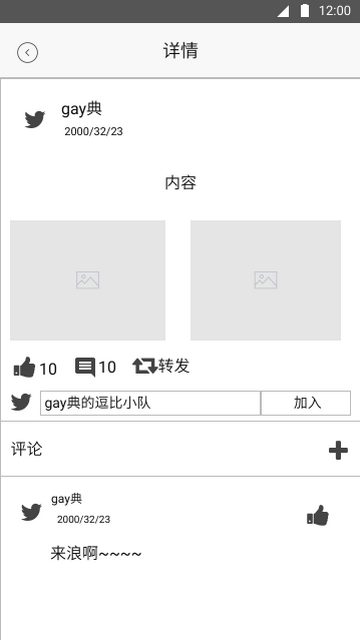 12:00
详情
gay典
2000/32/23
内容
10 10 转发
gay典的逗比小队 加入
评论
gay典
2000/32/23
来浪啊~~~~